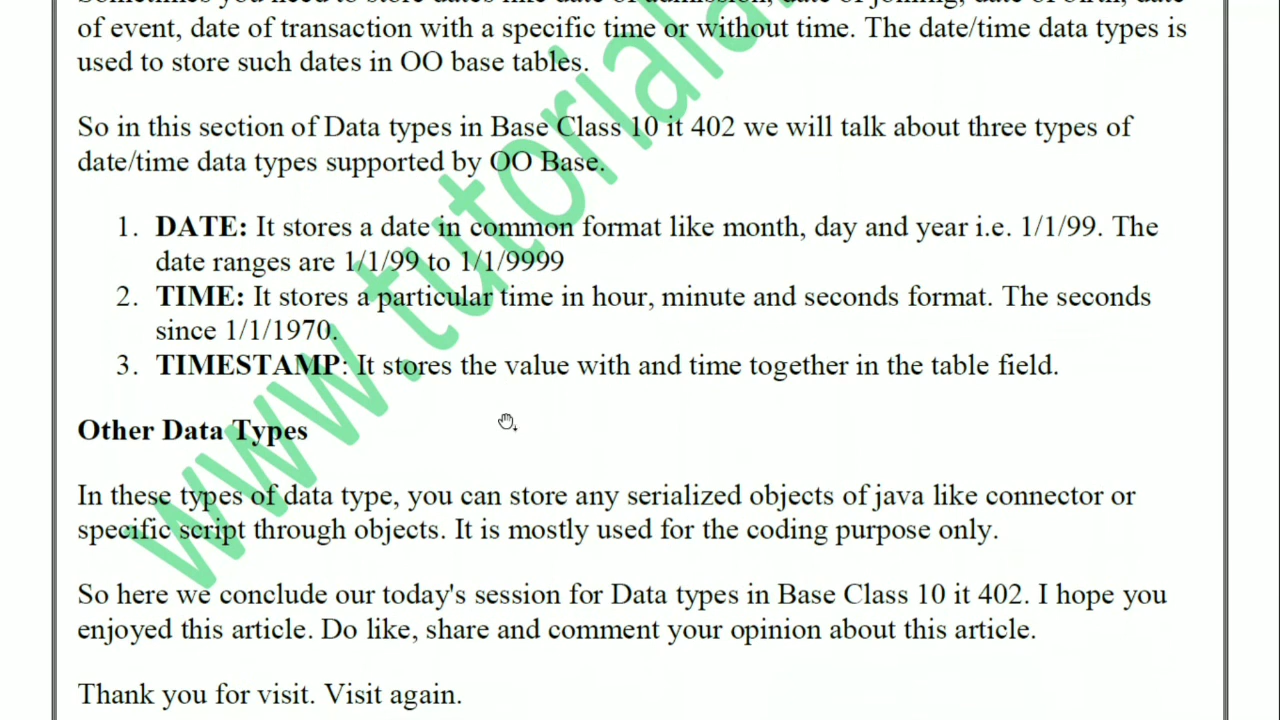 of event, date of transaction with a specific time or without time. The date/time data types is
used to store such dates in OO base tables.
So in this section of Data types in Base Class 10 it 402 we will talk about three types of
date/time data types supported by OO Base.
1. DATE: It stores a date in common format like month, day and year i.e. 1/1/99. The
date ranges are 1/1/99 to 1/1/9999
2. TIME: It stores a particular time in hour, minute and seconds format. The seconds
since 1/1/1970.
3. TIMESTAMP: It stores the value with and time together in the table field.
Other Data Types
In these types of data type, you can store any serialized objects of java like connector or
specific script through objects. It is mostly used for the coding purpose only.
So here we conclude our today's session for Data types in Base Class 10 it 402. I hope you
enjoyed this article. Do like, share and comment your opinion about this article.
Thank you for visit. Visit again.
www.tutoriala